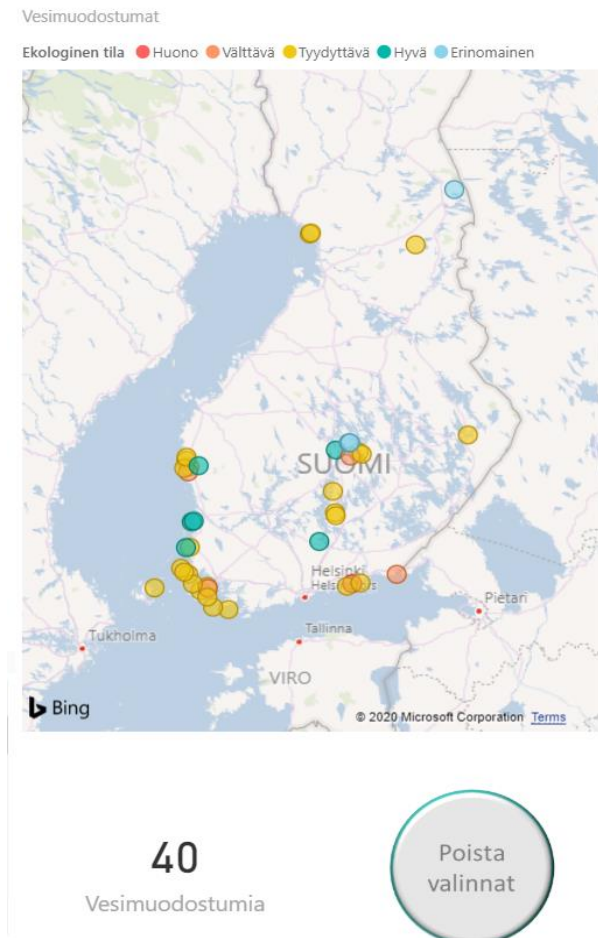 Vesimuodostumat
Ekologinen tila Huono Välttävä Tyydyttävä Hyvä Erinomainen
SUOMI
Helsinki
Pietari
Tallinna
Tukholma
VIRO
Bing
© 2020 Microsoft Corporation Terms
40
Vesimuodostumia
Poista
valinnat